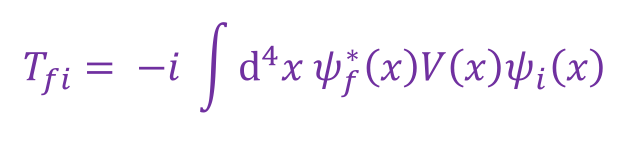 T_{fi} = −i ∫ d⁴x ψ_f^*(x)V(x)ψ_i(x)